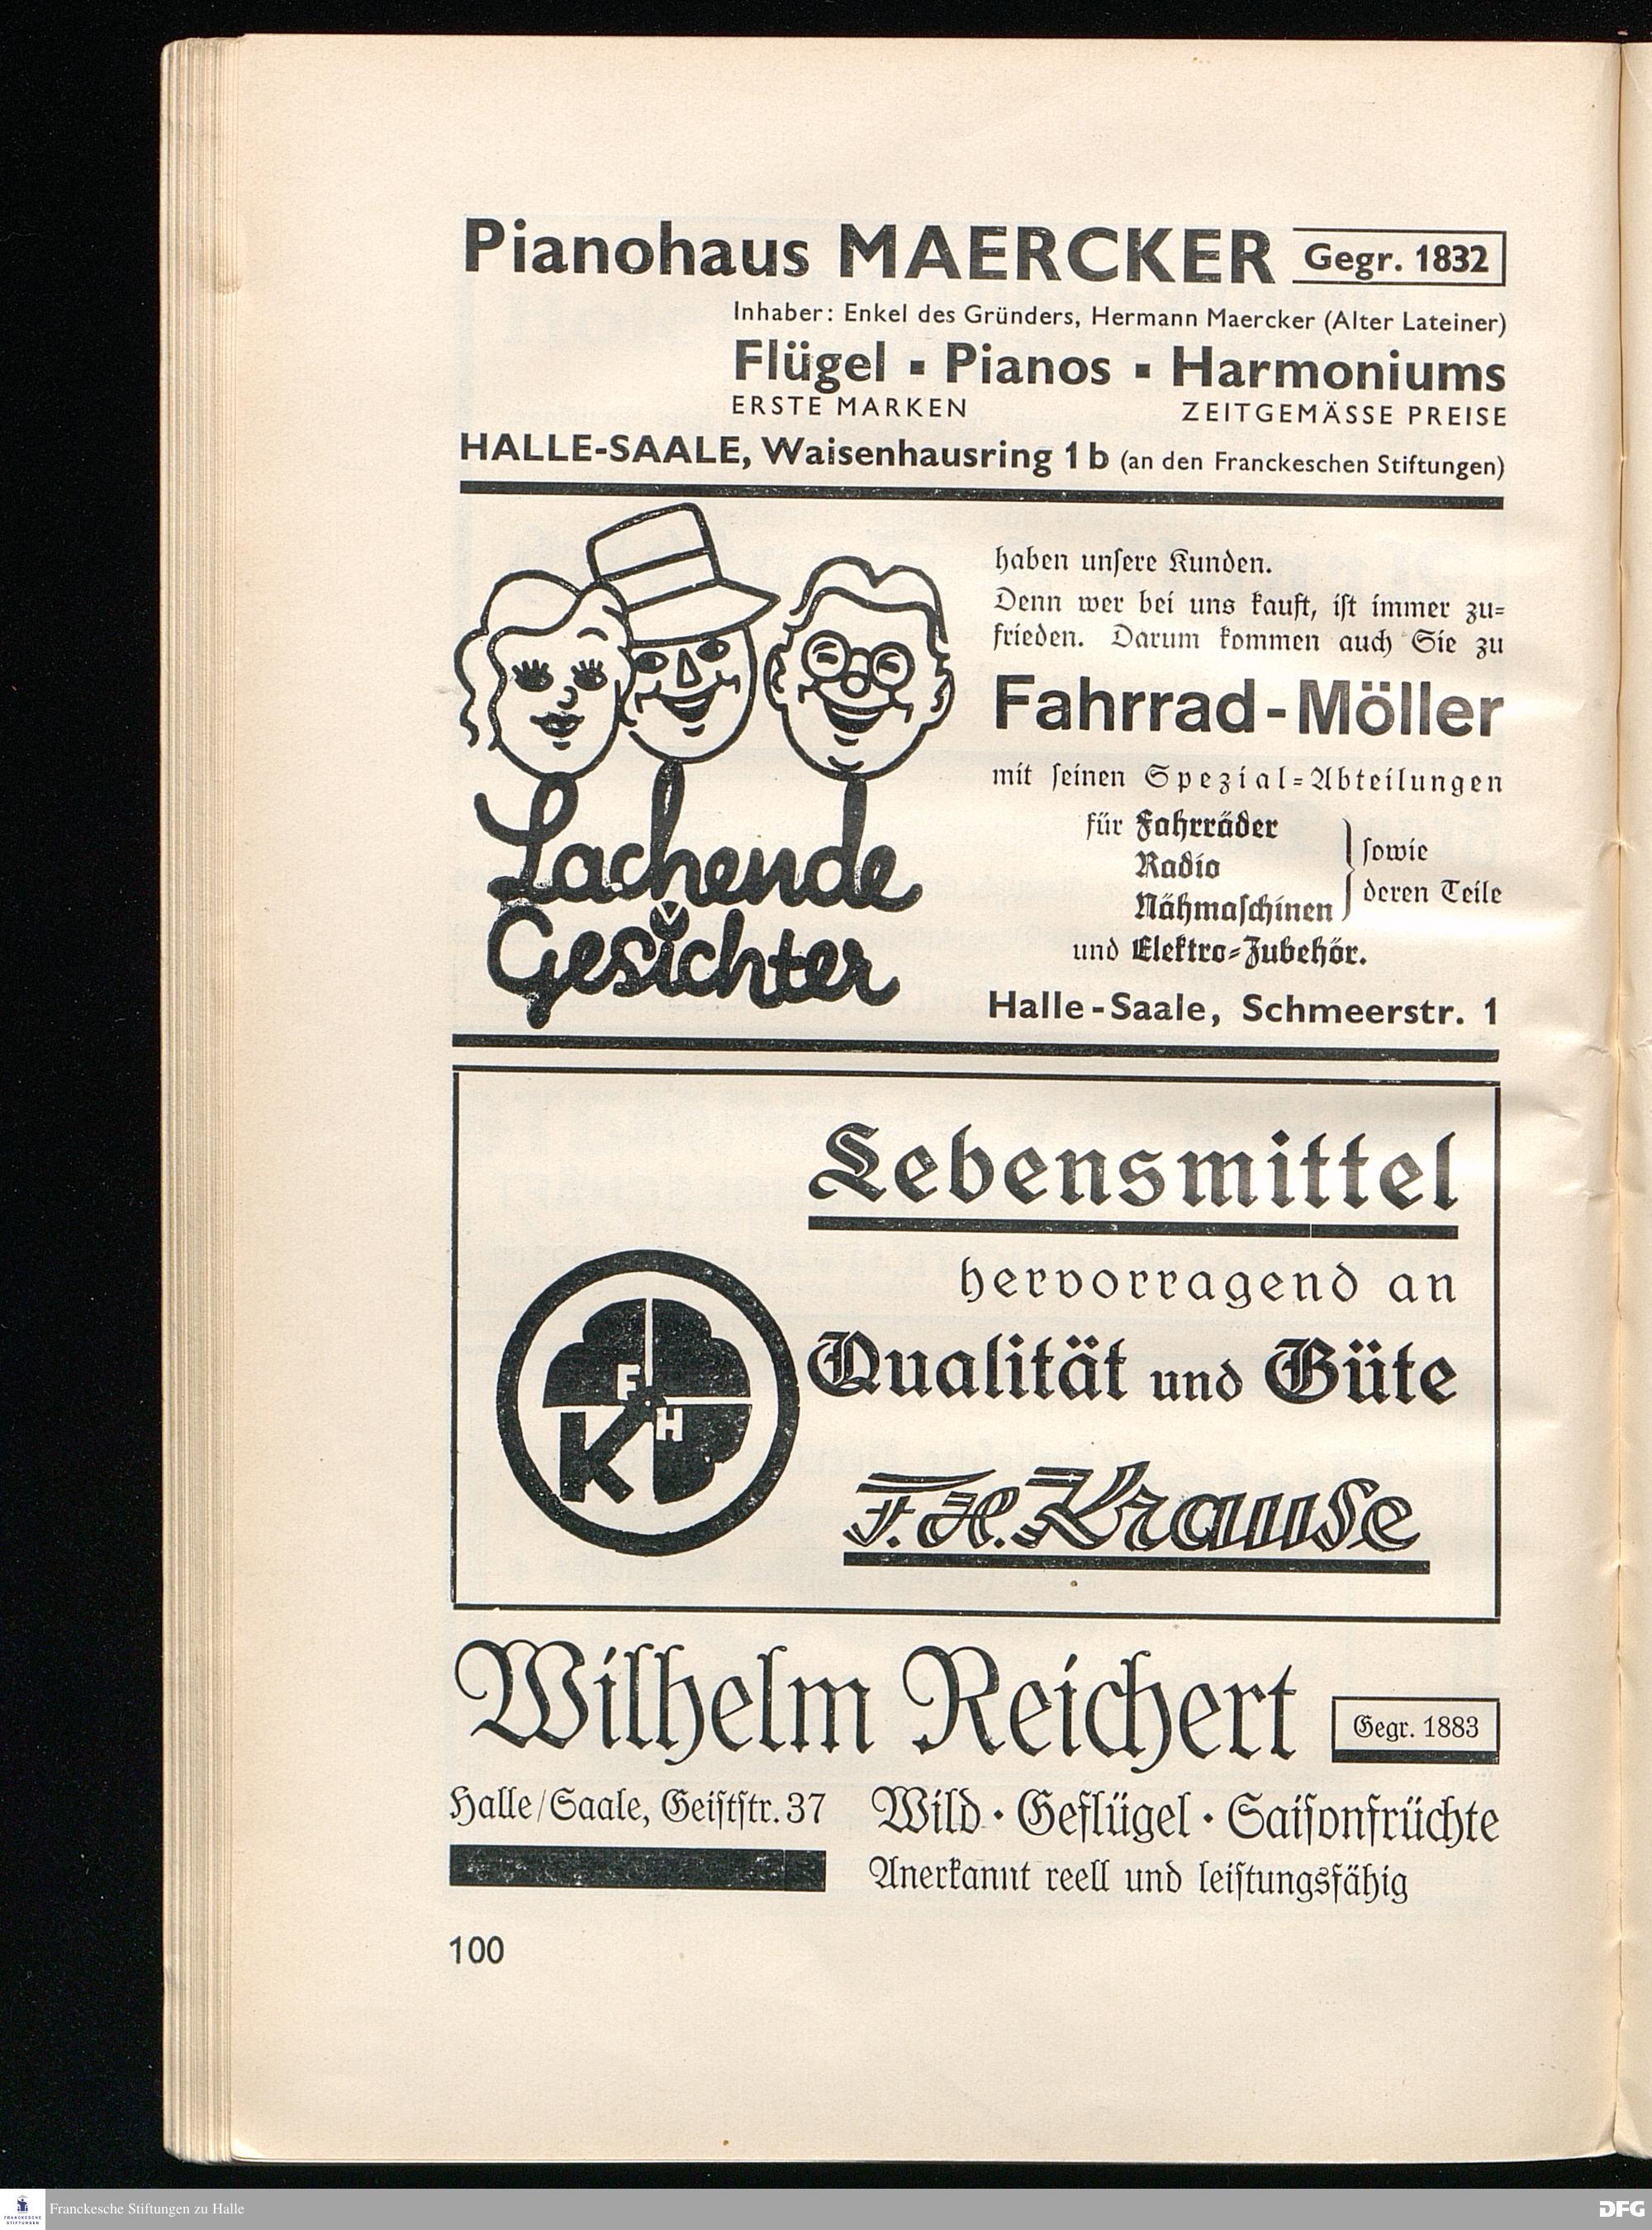 Pianohaus MAERCKER Gegr. 1832
Inhaber: Enkel des Gründers, Hermann Maercker (Alter Lateiner)
Flügel ▪ Pianos ▪ Harmoniums
ERSTE MARKEN ZEITGEMÄSSE PREISE
HALLE-SAALE, Waisenhausring 1b (an den Franckeschen Stiftungen)
Lachende
Gesichter
haben unſere Kunden.
Denn wer bei uns kauft, iſt immer zu-
frieden. Darum kommen auch Sie zu
Fahrrad-Möller
mit ſeinen Spezial-Abteilungen
für Fahrräder
Radio
Nähmaſchinen
ſowie
deren Teile
und Elektro-Zubehör.
Halle-Saale, Schmeerstr. 1
Lebensmittel
hervorragend an
Qualität und Güte
F. H. Krause
F
H
K
Wilhelm Reichert Gegr. 1883
Halle/Saale, Geiſtſtr. 37
Wild · Geflügel · Saiſonfrüchte
Anerkannt reell und leiſtungsfähig
100
Franckesche Stiftungen zu Halle
FRANCKESCHE
STIFTUNGEN
DFG